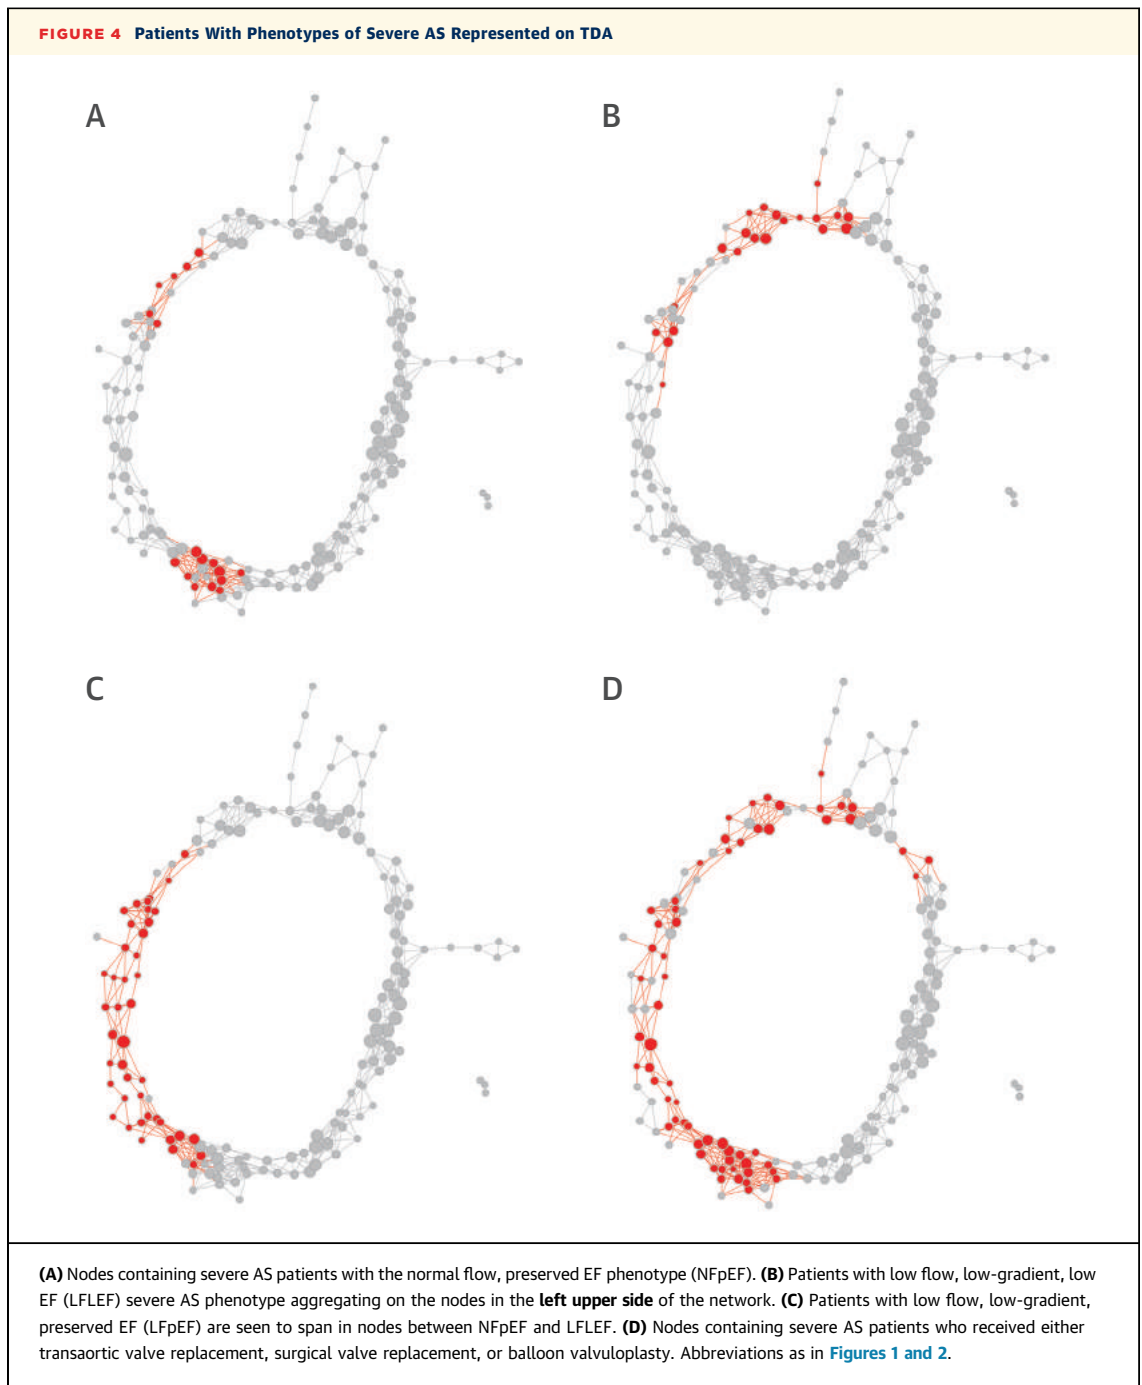 FIGURE 4 Patients With Phenotypes of Severe AS Represented on TDA
A
B
C
D
(A) Nodes containing severe AS patients with the normal flow, preserved EF phenotype (NFpEF). (B) Patients with low flow, low-gradient, low
EF (LFLEF) severe AS phenotype aggregating on the nodes in the left upper side of the network. (C) Patients with low flow, low-gradient,
preserved EF (LFpEF) are seen to span in nodes between NFpEF and LFLEF. (D) Nodes containing severe AS patients who received either
transaortic valve replacement, surgical valve replacement, or balloon valvuloplasty. Abbreviations as in Figures 1 and 2.